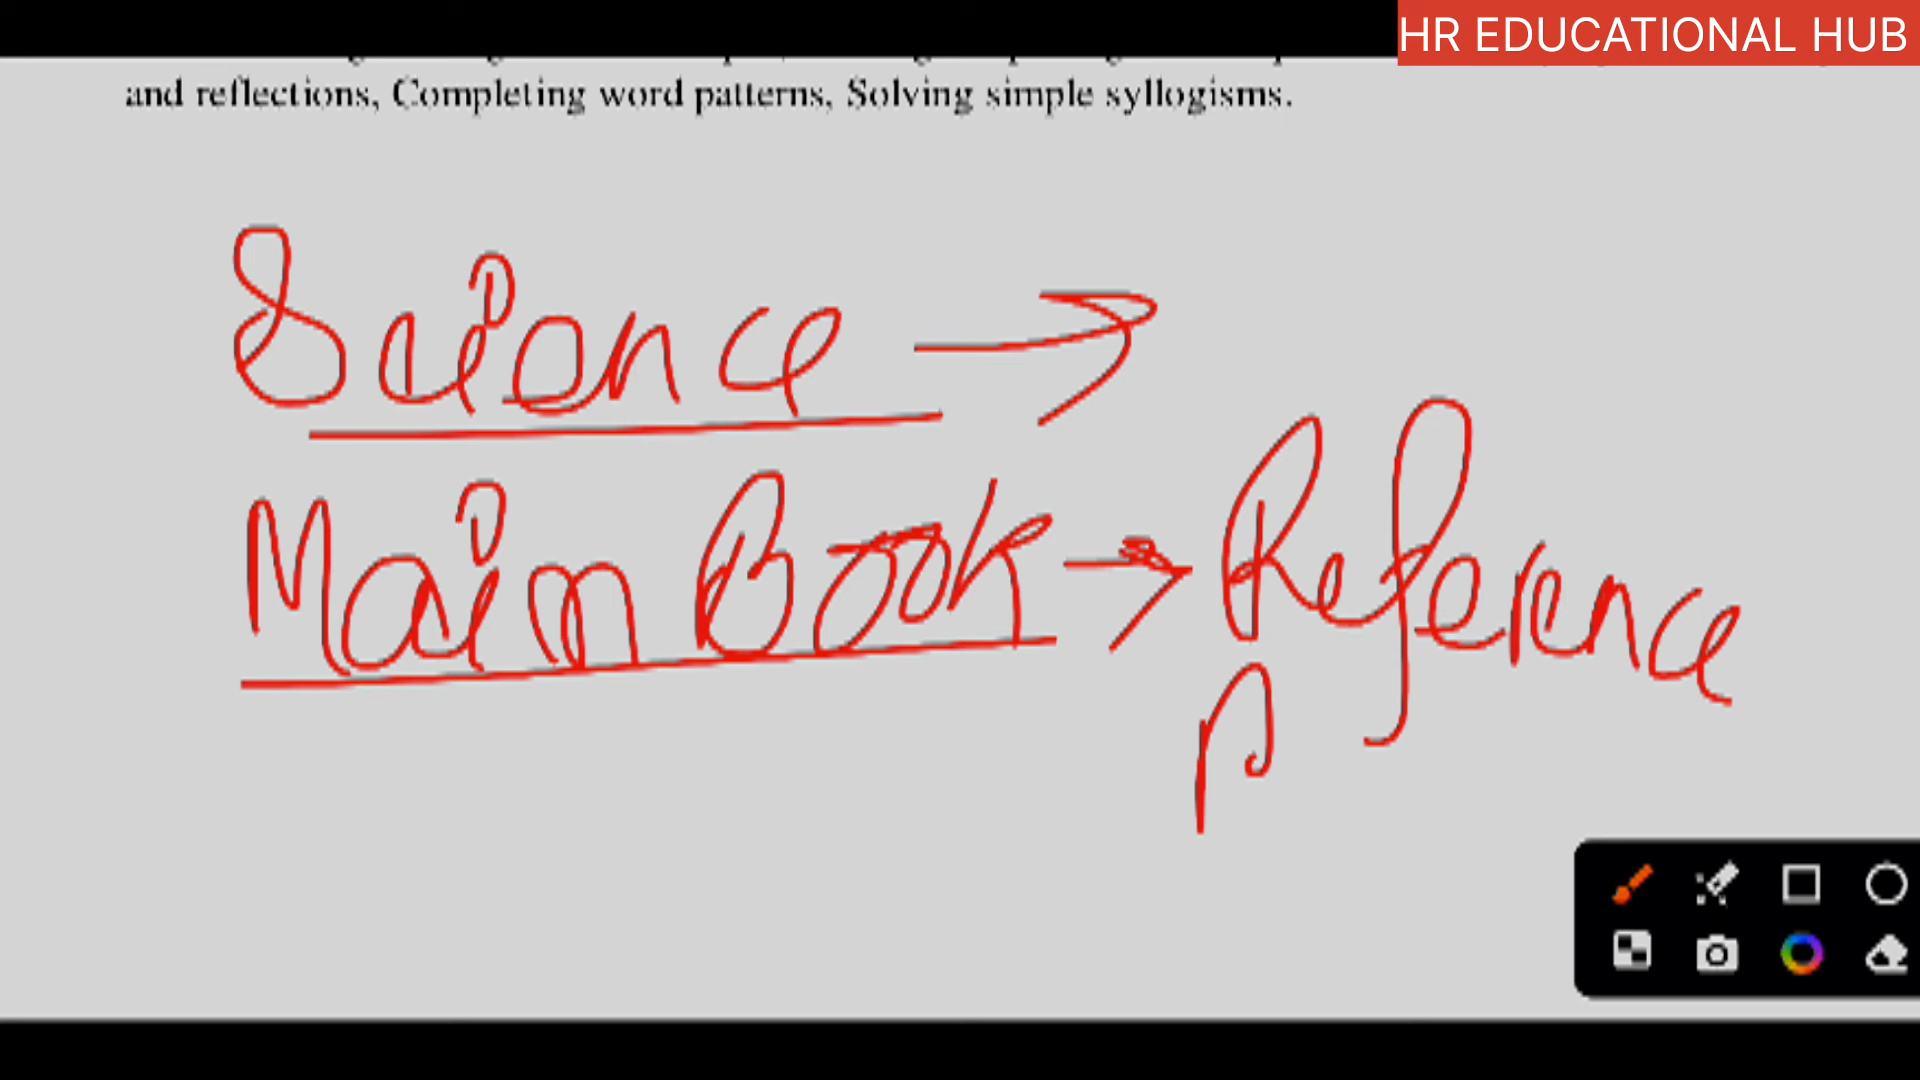 HR EDUCATIONAL HUB
and reflections, Completing word patterns, Solving simple syllogisms.
Science →
Main Book → Reference